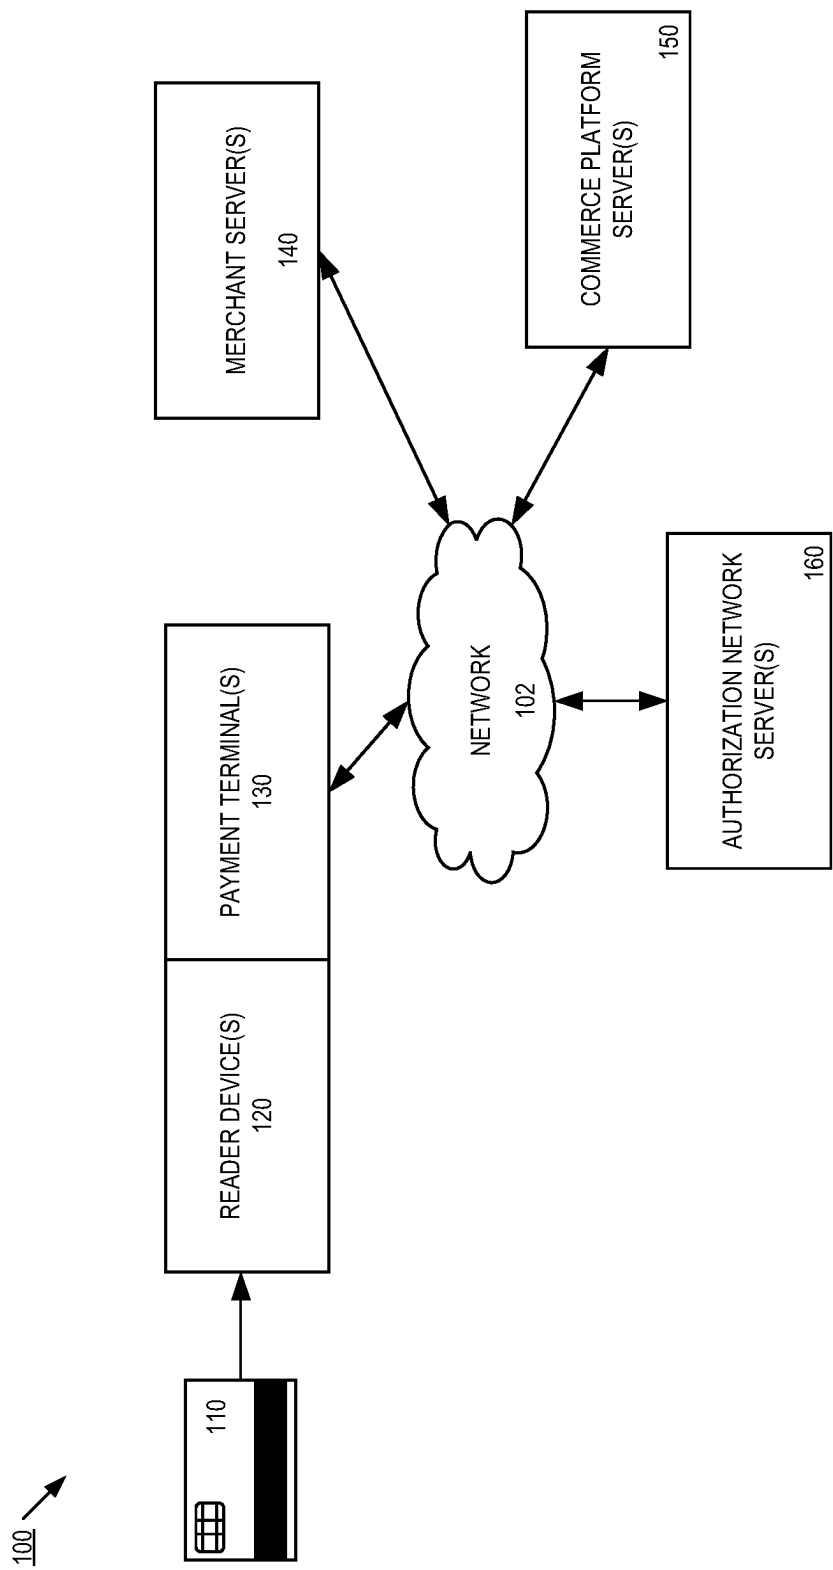 100
110
READER DEVICE(S)
120
PAYMENT TERMINAL(S)
130
MERCHANT SERVER(S)
140
NETWORK
102
COMMERCE PLATFORM
SERVER(S)
150
AUTHORIZATION NETWORK
SERVER(S)
160